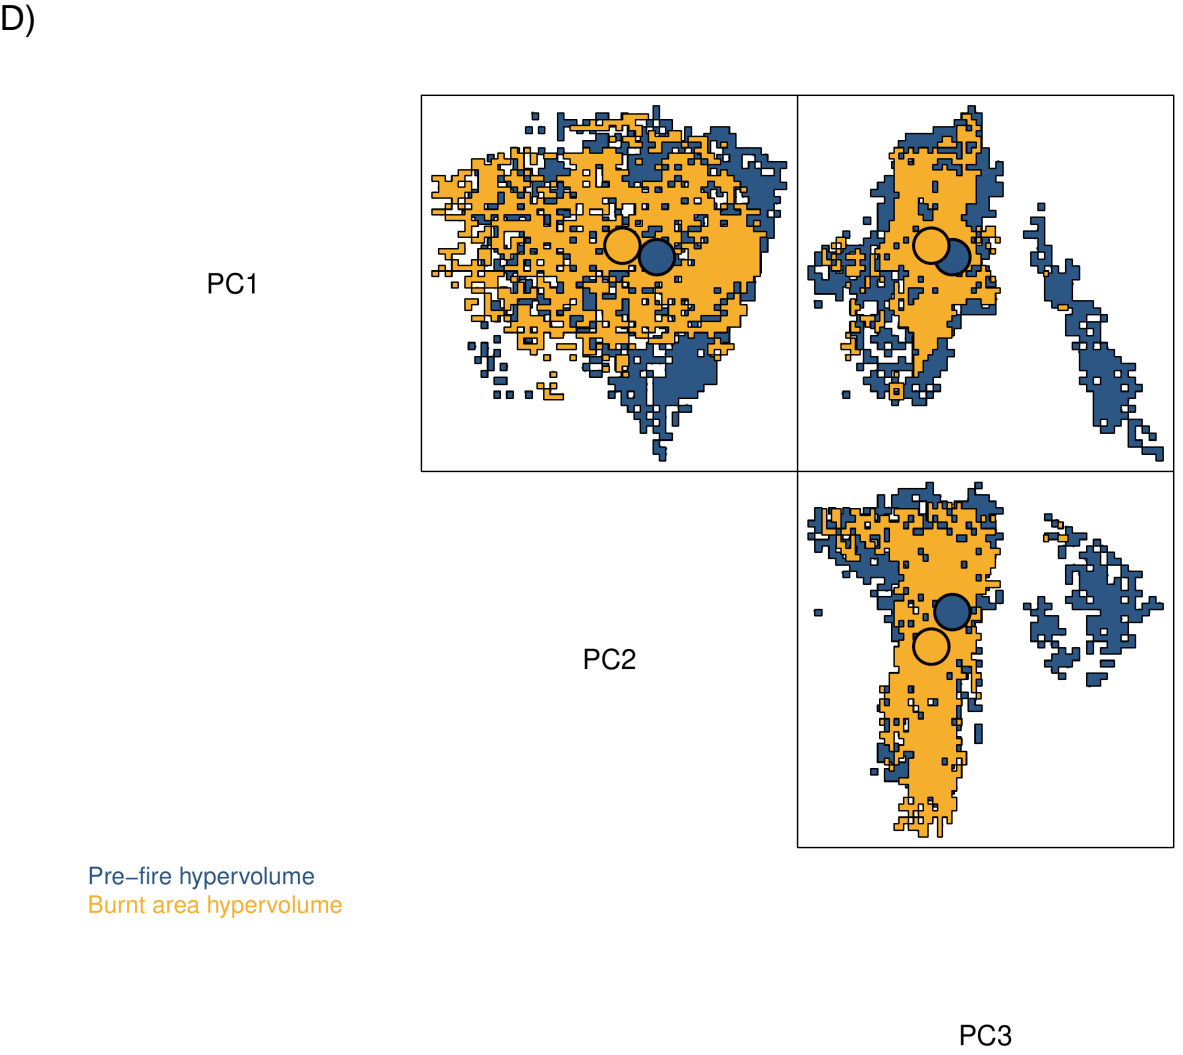 D)
PC1
PC2
Pre−fire hypervolume
Burnt area hypervolume
PC3